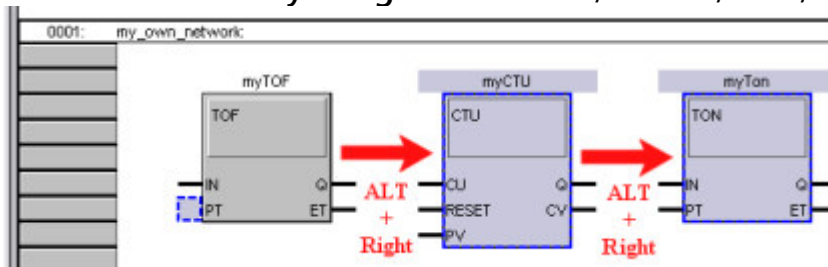 0001: my_own_network:
myTOF myCTU myTon
TOF CTU TON
IN Q CU Q IN Q
PT ET RESET CV PT ET
PV
ALT ALT
+ +
Right Right